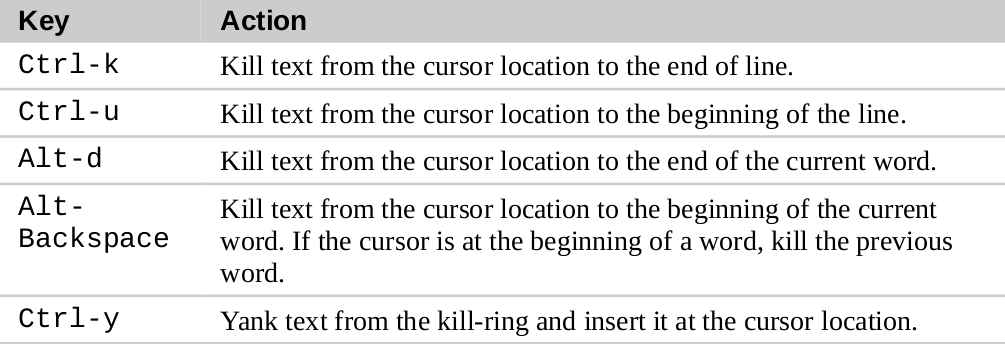 Key Action
Ctrl-k Kill text from the cursor location to the end of line.
Ctrl-u Kill text from the cursor location to the beginning of the line.
Alt-d Kill text from the cursor location to the end of the current word.
Alt- Kill text from the cursor location to the beginning of the current
Backspace word. If the cursor is at the beginning of a word, kill the previous
word.
Ctrl-y Yank text from the kill-ring and insert it at the cursor location.